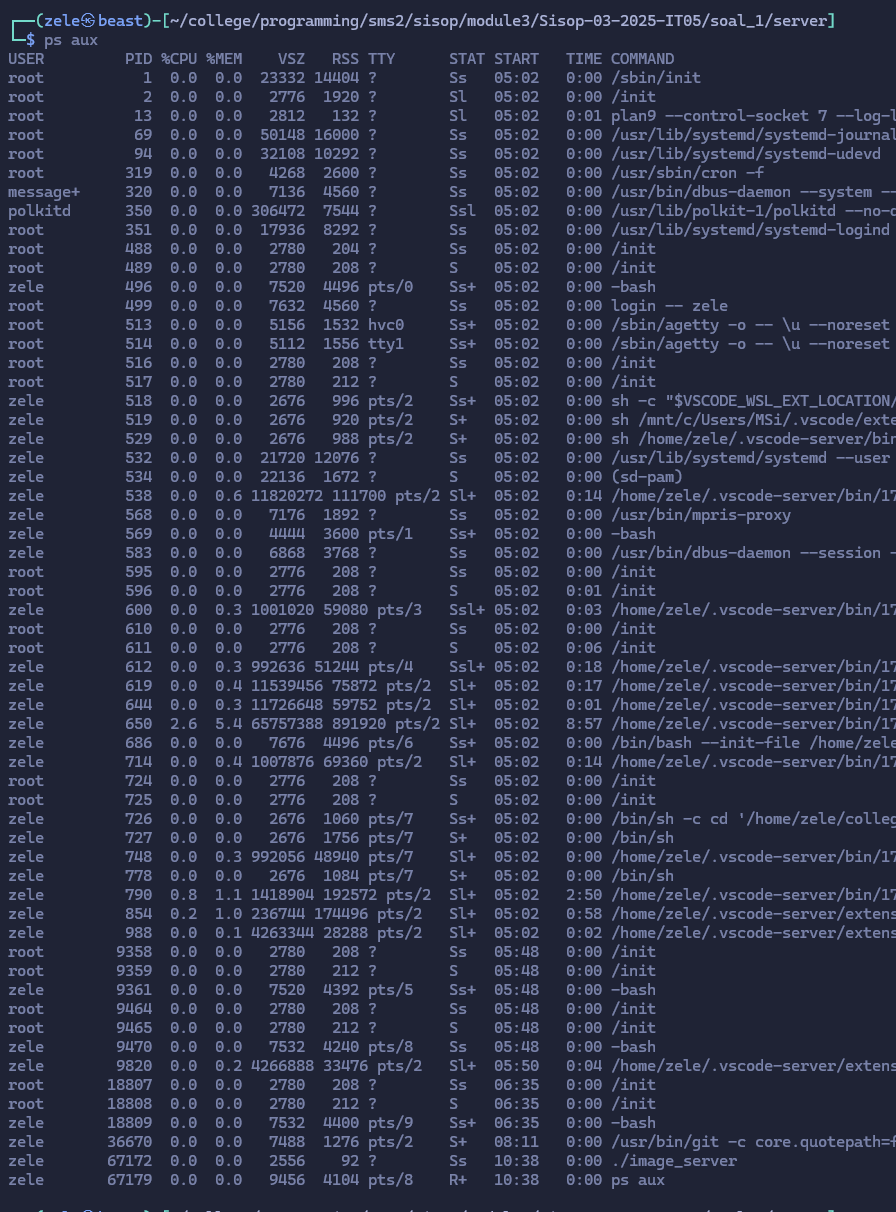 ┌──(zele㉿beast)-[~/college/programming/sms2/sisop/module3/Sisop-03-2025-IT05/soal_1/server]
└─$ ps aux
USER         PID %CPU %MEM    VSZ   RSS TTY      STAT START   TIME COMMAND
root           1  0.0  0.0  23332 14404 ?        Ss   05:02   0:00 /sbin/init
root           2  0.0  0.0   2776  1920 ?        Sl   05:02   0:00 /init
root          13  0.0  0.0   2812   132 ?        Sl   05:02   0:01 plan9 --control-socket 7 --log-l
root          69  0.0  0.0  50148 16000 ?        Ss   05:02   0:00 /usr/lib/systemd/systemd-journal
root          94  0.0  0.0  32108 10292 ?        Ss   05:02   0:00 /usr/lib/systemd/systemd-udevd
root         319  0.0  0.0   4268  2600 ?        Ss   05:02   0:00 /usr/sbin/cron -f
message+     320  0.0  0.0   7136  4560 ?        Ss   05:02   0:00 /usr/bin/dbus-daemon --system --
polkitd      350  0.0  0.0 306472  7544 ?        Ssl  05:02   0:00 /usr/lib/polkit-1/polkitd --no-d
root         351  0.0  0.0  17936  8292 ?        Ss   05:02   0:00 /usr/lib/systemd/systemd-logind
root         488  0.0  0.0   2780   204 ?        Ss   05:02   0:00 /init
root         489  0.0  0.0   2780   208 ?        S    05:02   0:00 /init
zele         496  0.0  0.0   7520  4496 pts/0    Ss+  05:02   0:00 -bash
root         499  0.0  0.0   7632  4560 ?        Ss   05:02   0:00 login -- zele
root         513  0.0  0.0   5156  1532 hvc0     Ss+  05:02   0:00 /sbin/agetty -o -- \u --noreset
root         514  0.0  0.0   5112  1556 tty1     Ss+  05:02   0:00 /sbin/agetty -o -- \u --noreset
root         516  0.0  0.0   2780   208 ?        Ss   05:02   0:00 /init
root         517  0.0  0.0   2780   212 ?        S    05:02   0:00 /init
zele         518  0.0  0.0   2676   996 pts/2    Ss+  05:02   0:00 sh -c "$VSCODE_WSL_EXT_LOCATION/
zele         519  0.0  0.0   2676   920 pts/2    S+   05:02   0:00 sh /mnt/c/Users/MSi/.vscode/exte
zele         529  0.0  0.0   2676   988 pts/2    S+   05:02   0:00 sh /home/zele/.vscode-server/bin
zele         532  0.0  0.0  21720 12076 ?        Ss   05:02   0:00 /usr/lib/systemd/systemd --user
zele         534  0.0  0.0  22136  1672 ?        S    05:02   0:00 (sd-pam)
zele         538  0.0  0.6 11820272 111700 pts/2 Sl+  05:02   0:14 /home/zele/.vscode-server/bin/17
zele         568  0.0  0.0   7176  1892 ?        Ss   05:02   0:00 /usr/bin/mpris-proxy
zele         569  0.0  0.0   4444  3600 pts/1    Ss+  05:02   0:00 -bash
zele         583  0.0  0.0   6868  3768 ?        Ss   05:02   0:00 /usr/bin/dbus-daemon --session -
root         595  0.0  0.0   2776   208 ?        Ss   05:02   0:00 /init
root         596  0.0  0.0   2776   208 ?        S    05:02   0:01 /init
zele         600  0.0  0.3 1001020 59080 pts/3   Ssl+ 05:02   0:03 /home/zele/.vscode-server/bin/17
root         610  0.0  0.0   2776   208 ?        Ss   05:02   0:00 /init
root         611  0.0  0.0   2776   208 ?        S    05:02   0:06 /init
zele         612  0.0  0.3 992636 51244 pts/4    Ssl+ 05:02   0:18 /home/zele/.vscode-server/bin/17
zele         619  0.0  0.4 11539456 75872 pts/2  Sl+  05:02   0:17 /home/zele/.vscode-server/bin/17
zele         644  0.0  0.3 11726648 59752 pts/2  Sl+  05:02   0:01 /home/zele/.vscode-server/bin/17
zele         650  2.6  5.4 65757388 891920 pts/2 Sl+  05:02   8:57 /home/zele/.vscode-server/bin/17
zele         686  0.0  0.0   7676  4496 pts/6    Ss+  05:02   0:00 /bin/bash --init-file /home/zele
zele         714  0.0  0.4 1007876 69360 pts/2   Sl+  05:02   0:14 /home/zele/.vscode-server/bin/17
root         724  0.0  0.0   2776   208 ?        Ss   05:02   0:00 /init
root         725  0.0  0.0   2776   208 ?        S    05:02   0:00 /init
zele         726  0.0  0.0   2676  1060 pts/7    Ss+  05:02   0:00 /bin/sh -c cd '/home/zele/colleg
zele         727  0.0  0.0   2676  1756 pts/7    S+   05:02   0:00 /bin/sh
zele         748  0.0  0.3 992056 48940 pts/7    Sl+  05:02   0:00 /home/zele/.vscode-server/bin/17
zele         778  0.0  0.0   2676  1084 pts/7    S+   05:02   0:00 /bin/sh
zele         790  0.8  1.1 1418904 192572 pts/2  Sl+  05:02   2:50 /home/zele/.vscode-server/bin/17
zele         854  0.2  1.0 236744 174496 pts/2   Sl+  05:02   0:58 /home/zele/.vscode-server/extens
zele         988  0.0  0.1 4263344 28288 pts/2   Sl+  05:02   0:02 /home/zele/.vscode-server/extens
root        9358  0.0  0.0   2780   208 ?        Ss   05:48   0:00 /init
root        9359  0.0  0.0   2780   212 ?        S    05:48   0:00 /init
zele        9361  0.0  0.0   7520  4392 pts/5    Ss+  05:48   0:00 -bash
root        9464  0.0  0.0   2780   208 ?        Ss   05:48   0:00 /init
root        9465  0.0  0.0   2780   212 ?        S    05:48   0:00 /init
zele        9470  0.0  0.0   7532  4240 pts/8    Ss   05:48   0:00 -bash
zele        9820  0.0  0.2 4266888 33476 pts/2   Sl+  05:50   0:04 /home/zele/.vscode-server/extens
root       18807  0.0  0.0   2780   208 ?        Ss   06:35   0:00 /init
root       18808  0.0  0.0   2780   212 ?        S    06:35   0:00 /init
zele       18809  0.0  0.0   7532  4400 pts/9    Ss+  06:35   0:00 -bash
zele       36670  0.0  0.0   7488  1276 pts/2    S+   08:11   0:00 /usr/bin/git -c core.quotepath=f
zele       67172  0.0  0.0   2556    92 ?        Ss   10:38   0:00 ./image_server
zele       67179  0.0  0.0   9456  4104 pts/8    R+   10:38   0:00 ps aux